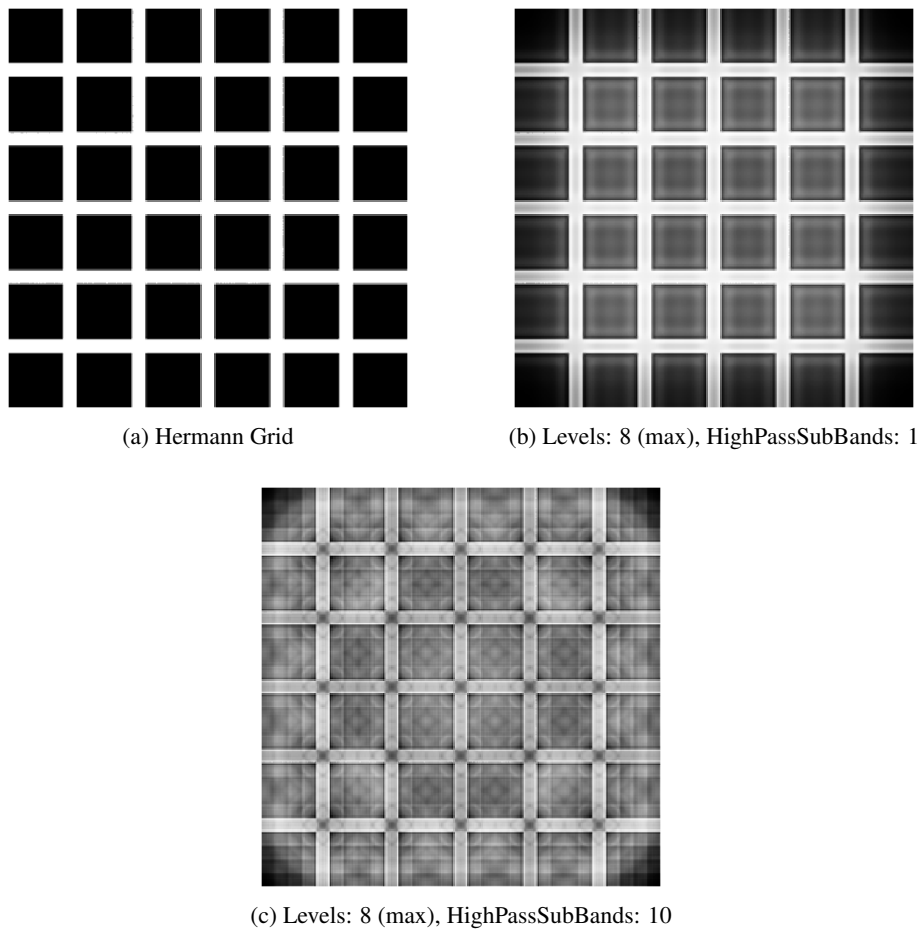 (a) Hermann Grid
(b) Levels: 8 (max), HighPassSubBands: 1
(c) Levels: 8 (max), HighPassSubBands: 10